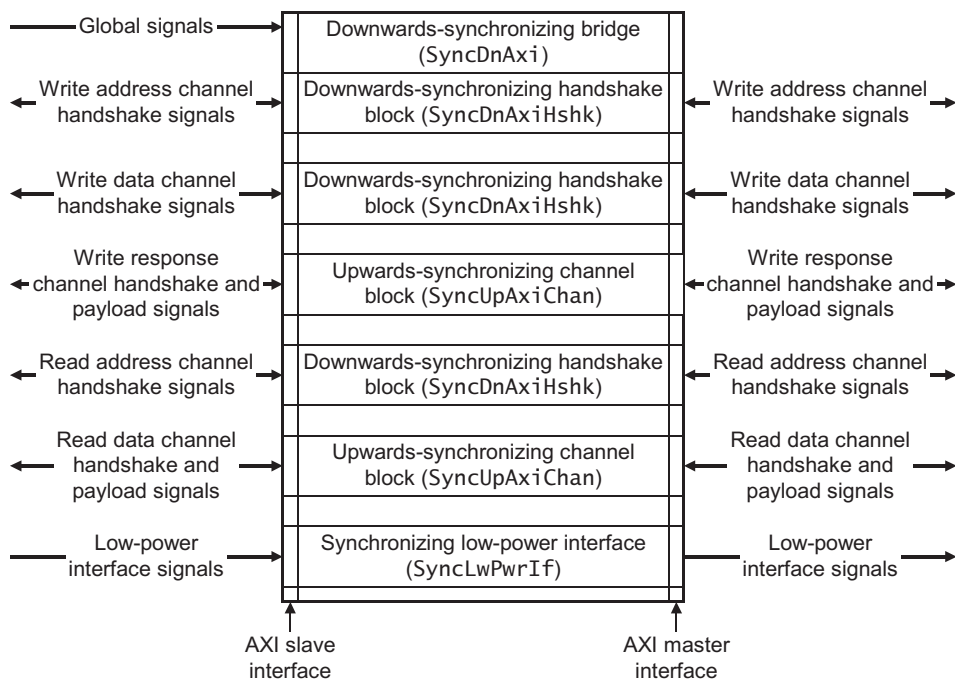 Global signals
Downwards-synchronizing bridge
(SyncDnAxi)
Write address channel
handshake signals
Downwards-synchronizing handshake
block (SyncDnAxiHshk)
Write address channel
handshake signals
Write data channel
handshake signals
Downwards-synchronizing handshake
block (SyncDnAxiHshk)
Write data channel
handshake signals
Write response
channel handshake and
payload signals
Upwards-synchronizing channel
block (SyncUpAxiChan)
Write response
channel handshake and
payload signals
Read address channel
handshake signals
Downwards-synchronizing handshake
block (SyncDnAxiHshk)
Read address channel
handshake signals
Read data channel
handshake and
payload signals
Upwards-synchronizing channel
block (SyncUpAxiChan)
Read data channel
handshake and
payload signals
Low-power
interface signals
Synchronizing low-power interface
(SyncLwPwrIf)
Low-power
interface signals
AXI slave
interface
AXI master
interface